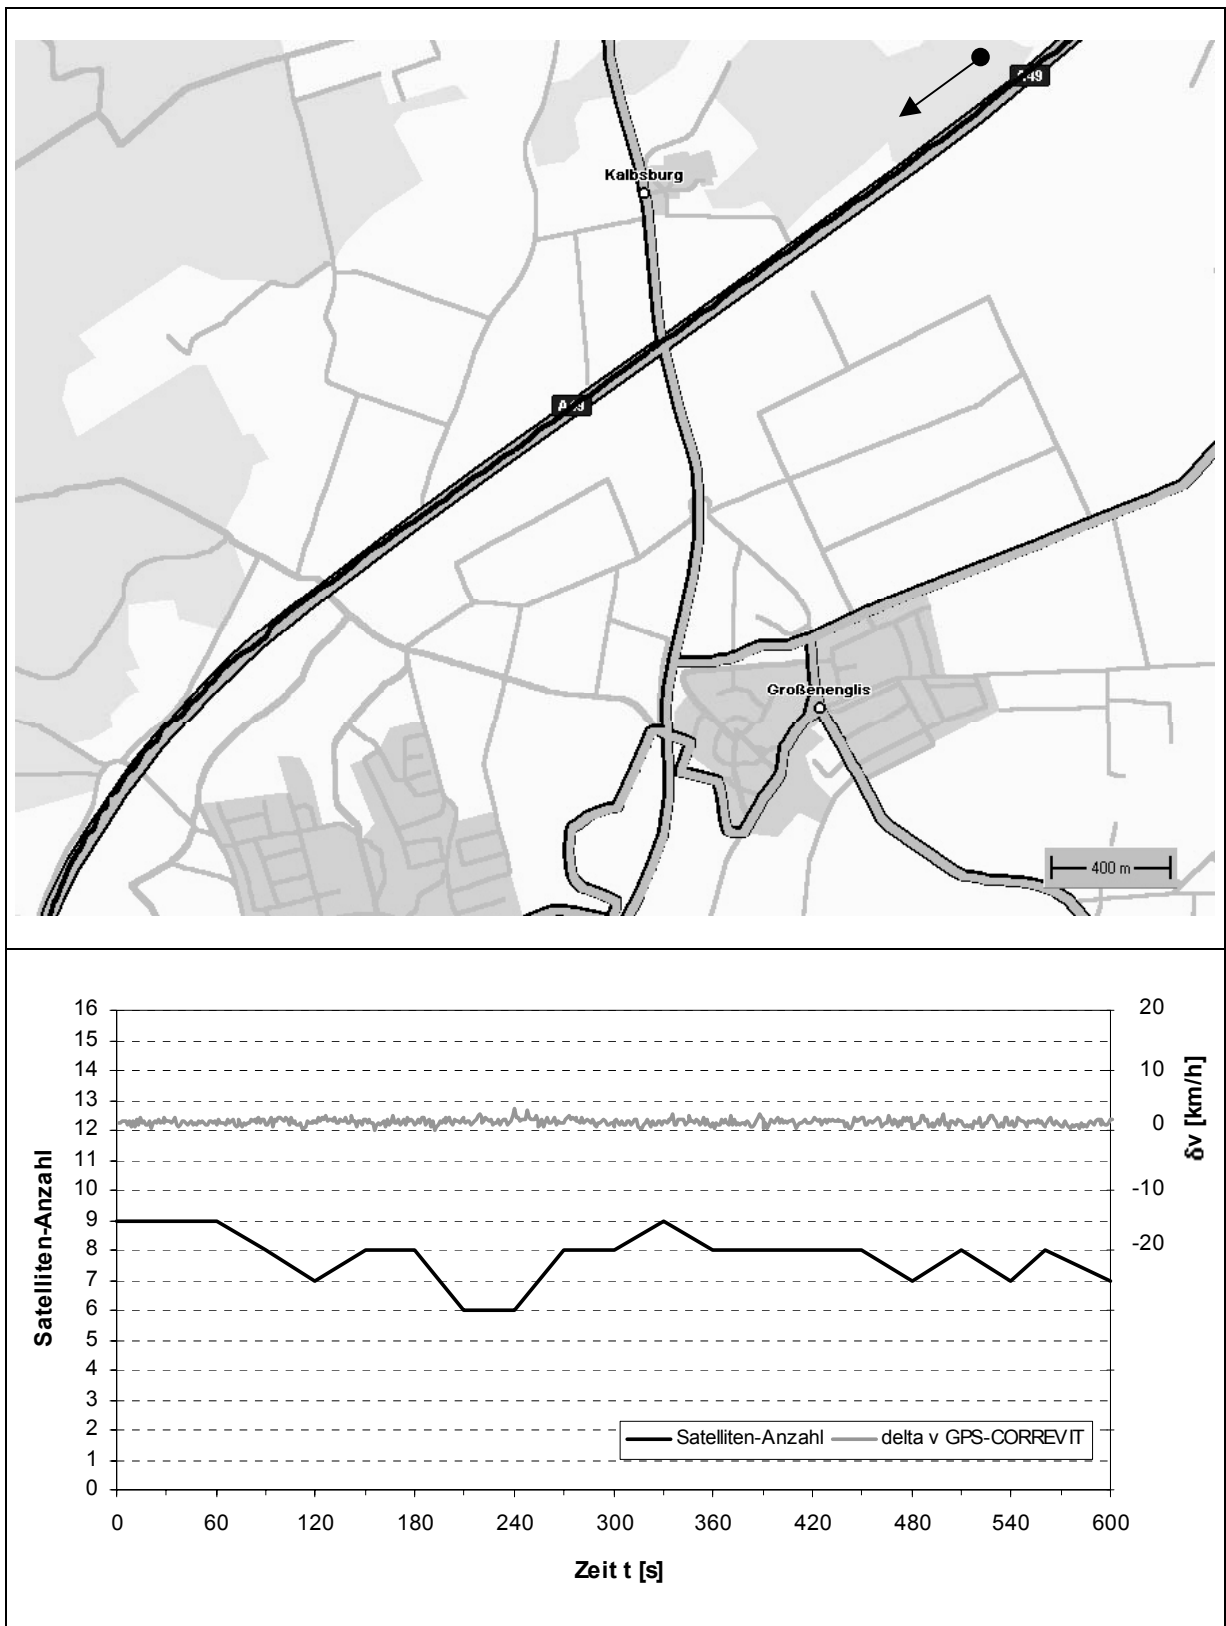 A49
Kalbsburg
A49
Großenenglis
400 m
16
15
14
13
12
11
10
9
8
7
6
5
4
3
2
1
0
Satelliten-Anzahl
20
10
0
-10
-20
δv [km/h]
Satelliten-Anzahl
delta v GPS-CORREVIT
0 60 120 180 240 300 360 420 480 540 600
Zeit t [s]